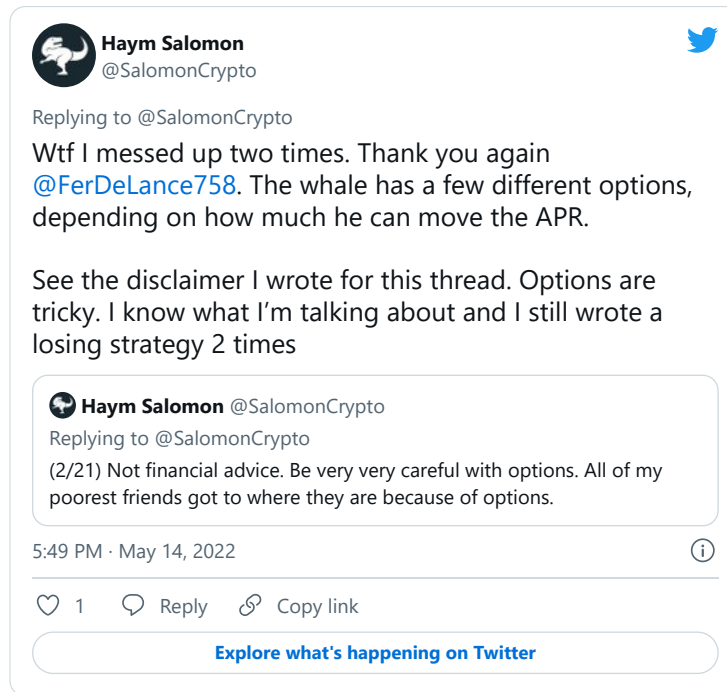 Haym Salomon
@SalomonCrypto
Replying to @SalomonCrypto
Wtf I messed up two times. Thank you again
@FerDeLance758. The whale has a few different options,
depending on how much he can move the APR.
See the disclaimer I wrote for this thread. Options are
tricky. I know what I’m talking about and I still wrote a
losing strategy 2 times
Haym Salomon @SalomonCrypto
Replying to @SalomonCrypto
(2/21) Not financial advice. Be very very careful with options. All of my
poorest friends got to where they are because of options.
5:49 PM · May 14, 2022
1 Reply Copy link
Explore what's happening on Twitter